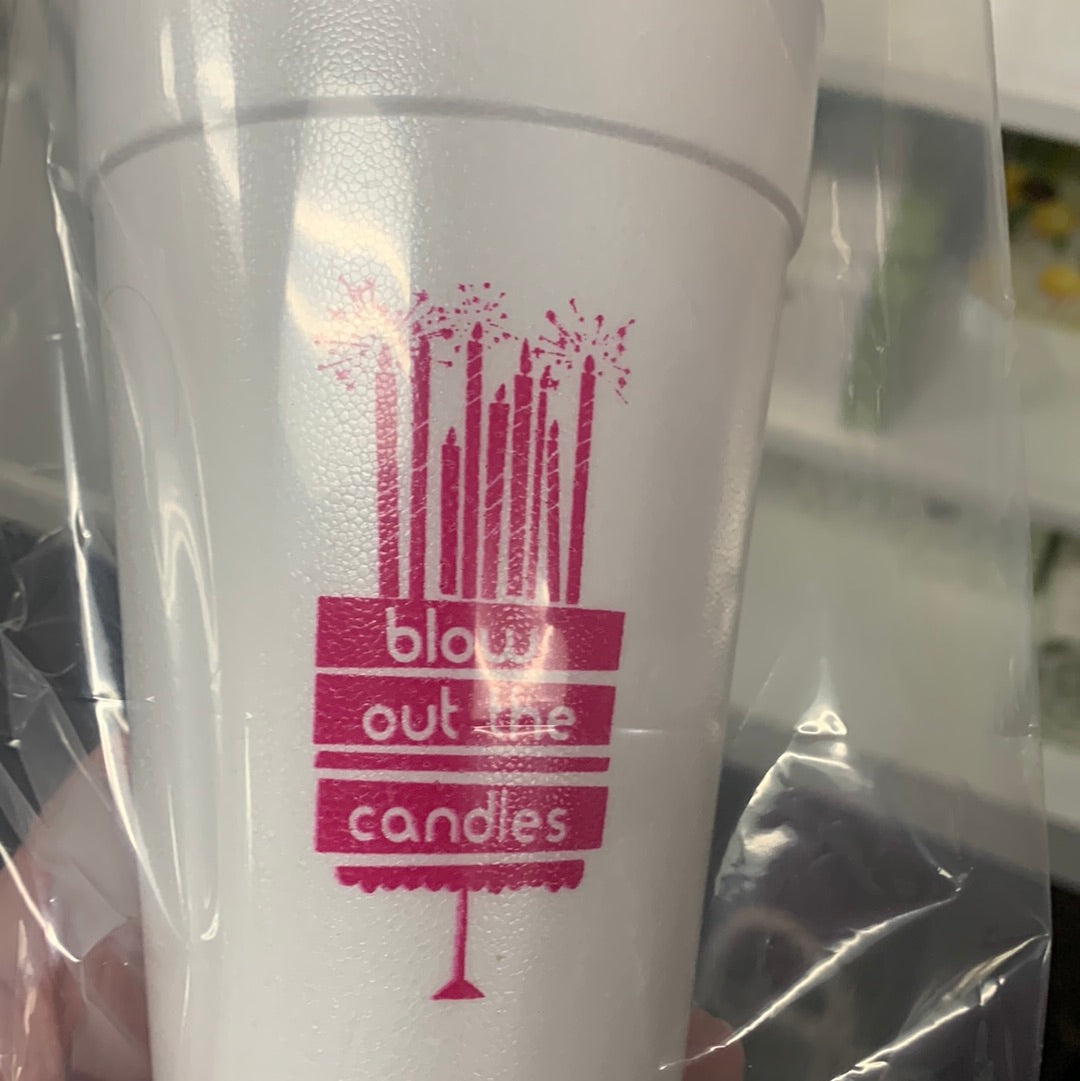 blow
out the
candles